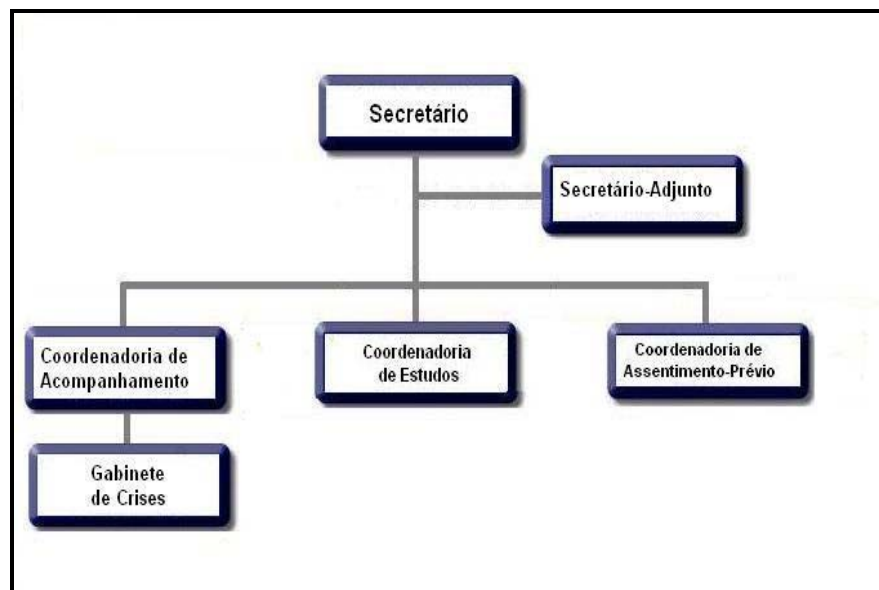 Secretário
Secretário-Adjunto
Coordenadoria de
Acompanhamento
Coordenadoria
de Estudos
Coordenadoria de
Assentimento-Prévio
Gabinete
de Crises